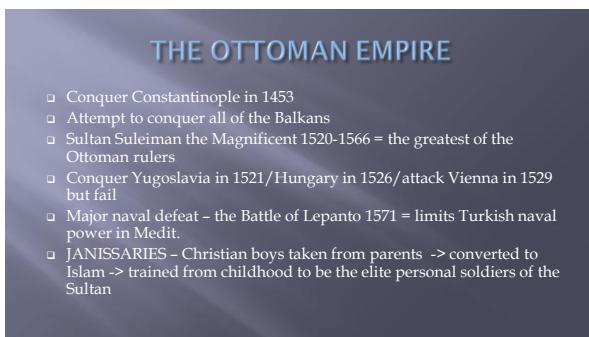 THE OTTOMAN EMPIRE
Conquer Constantinople in 1453
Attempt to conquer all of the Balkans
Sultan Suleiman the Magnificent 1520-1566 = the greatest of the
Ottoman rulers
Conquer Yugoslavia in 1521/Hungary in 1526/attack Vienna in 1529
but fail
Major naval defeat – the Battle of Lepanto 1571 = limits Turkish naval
power in Medit.
JANISSARIES – Christian boys taken from parents -> converted to
Islam -> trained from childhood to be the elite personal soldiers of the
Sultan